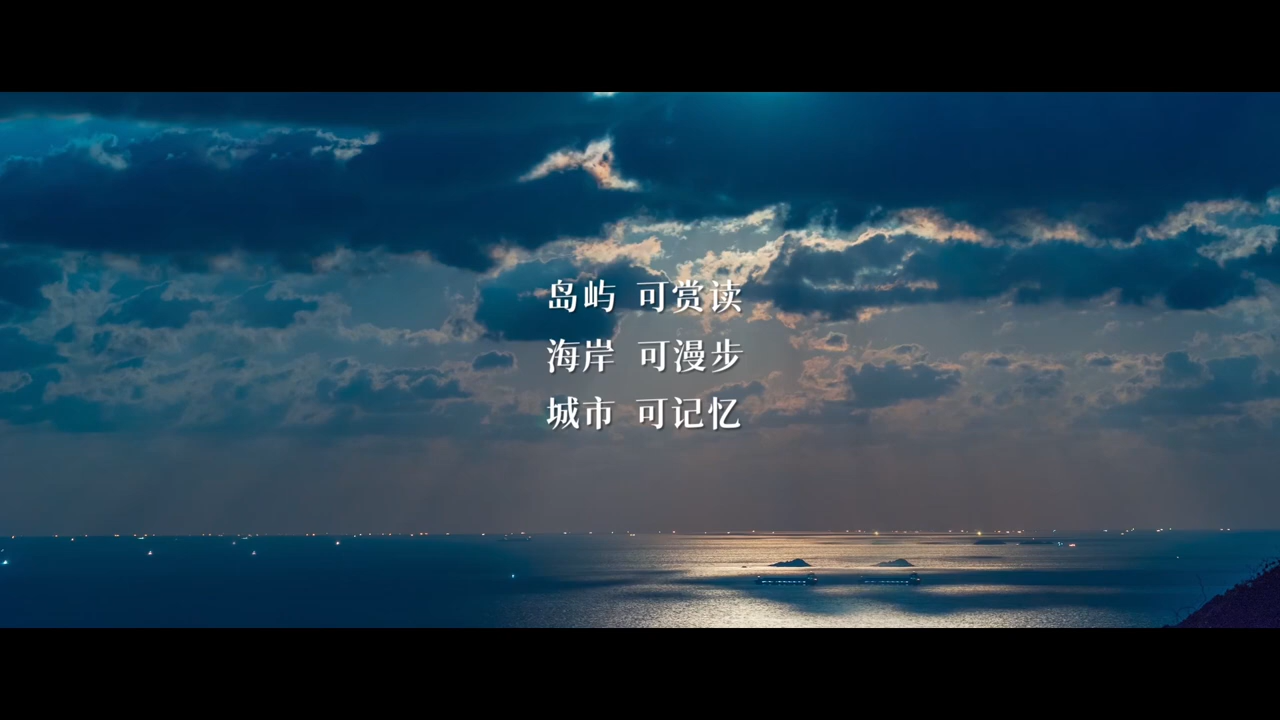 岛屿 可赏读
海岸 可漫步
城市 可记忆